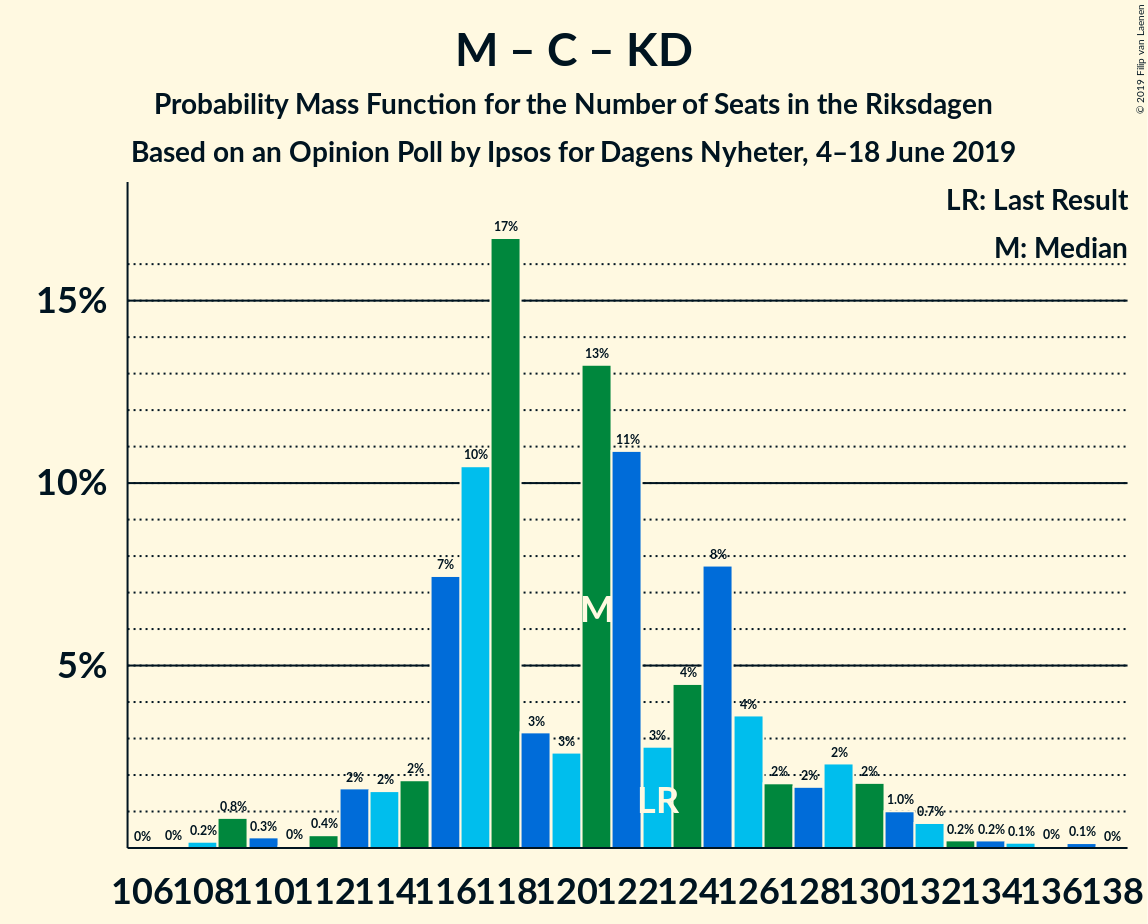 M – C – KD
Probability Mass Function for the Number of Seats in the Riksdagen
Based on an Opinion Poll by Ipsos for Dagens Nyheter, 4–18 June 2019
© 2019 Filip van Laenen
LR: Last Result
M: Median
15%
10%
5%
0% 0% 0.2% 0.8% 0.3% 0% 0.4% 2% 2% 2% 7% 10% 17% 3% 3% 13% 11% 3% 4% 8% 4% 2% 2% 2% 2% 1.0% 0.7% 0.2% 0.2% 0.1% 0% 0.1% 0%
M
LR
106 108 110 112 114 116 118 120 122 124 126 128 130 132 134 136 138